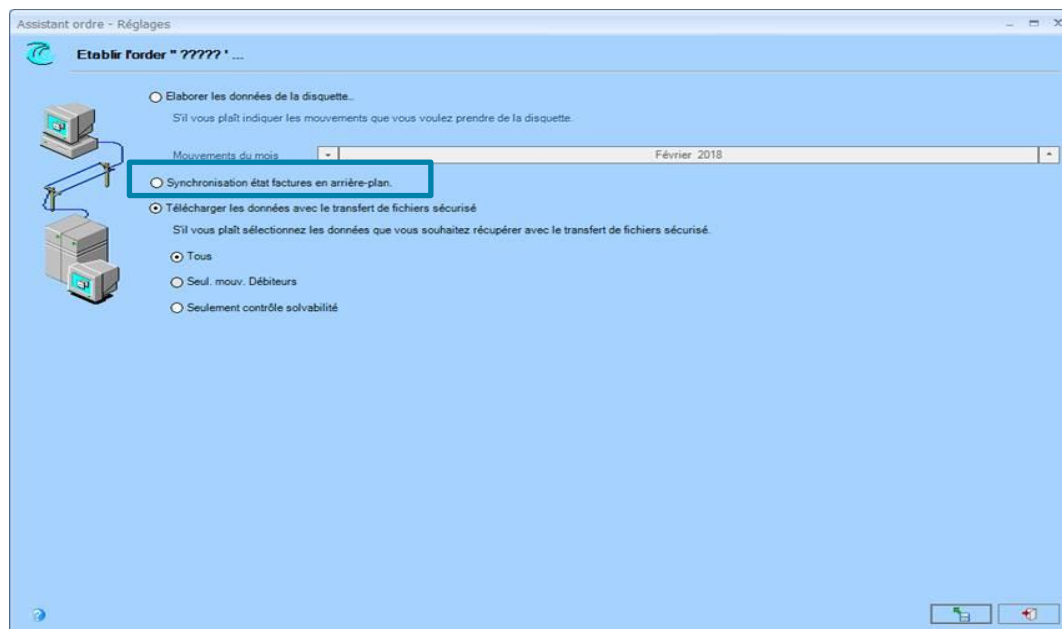 Assistant ordre - Réglages
Etablir l'order " ????? ' ...
Elaborer les données de la disquette..
S'il vous plaît indiquer les mouvements que vous voulez prendre de la disquette.
Mouvements du mois Février 2018
Synchronisation état factures en arrière-plan.
Télécharger les données avec le transfert de fichiers sécurisé
S'il vous plaît sélectionnez les données que vous souhaitez récupérer avec le transfert de fichiers sécurisé.
Tous
Seul. mouv. Débiteurs
Seulement contrôle solvabilité